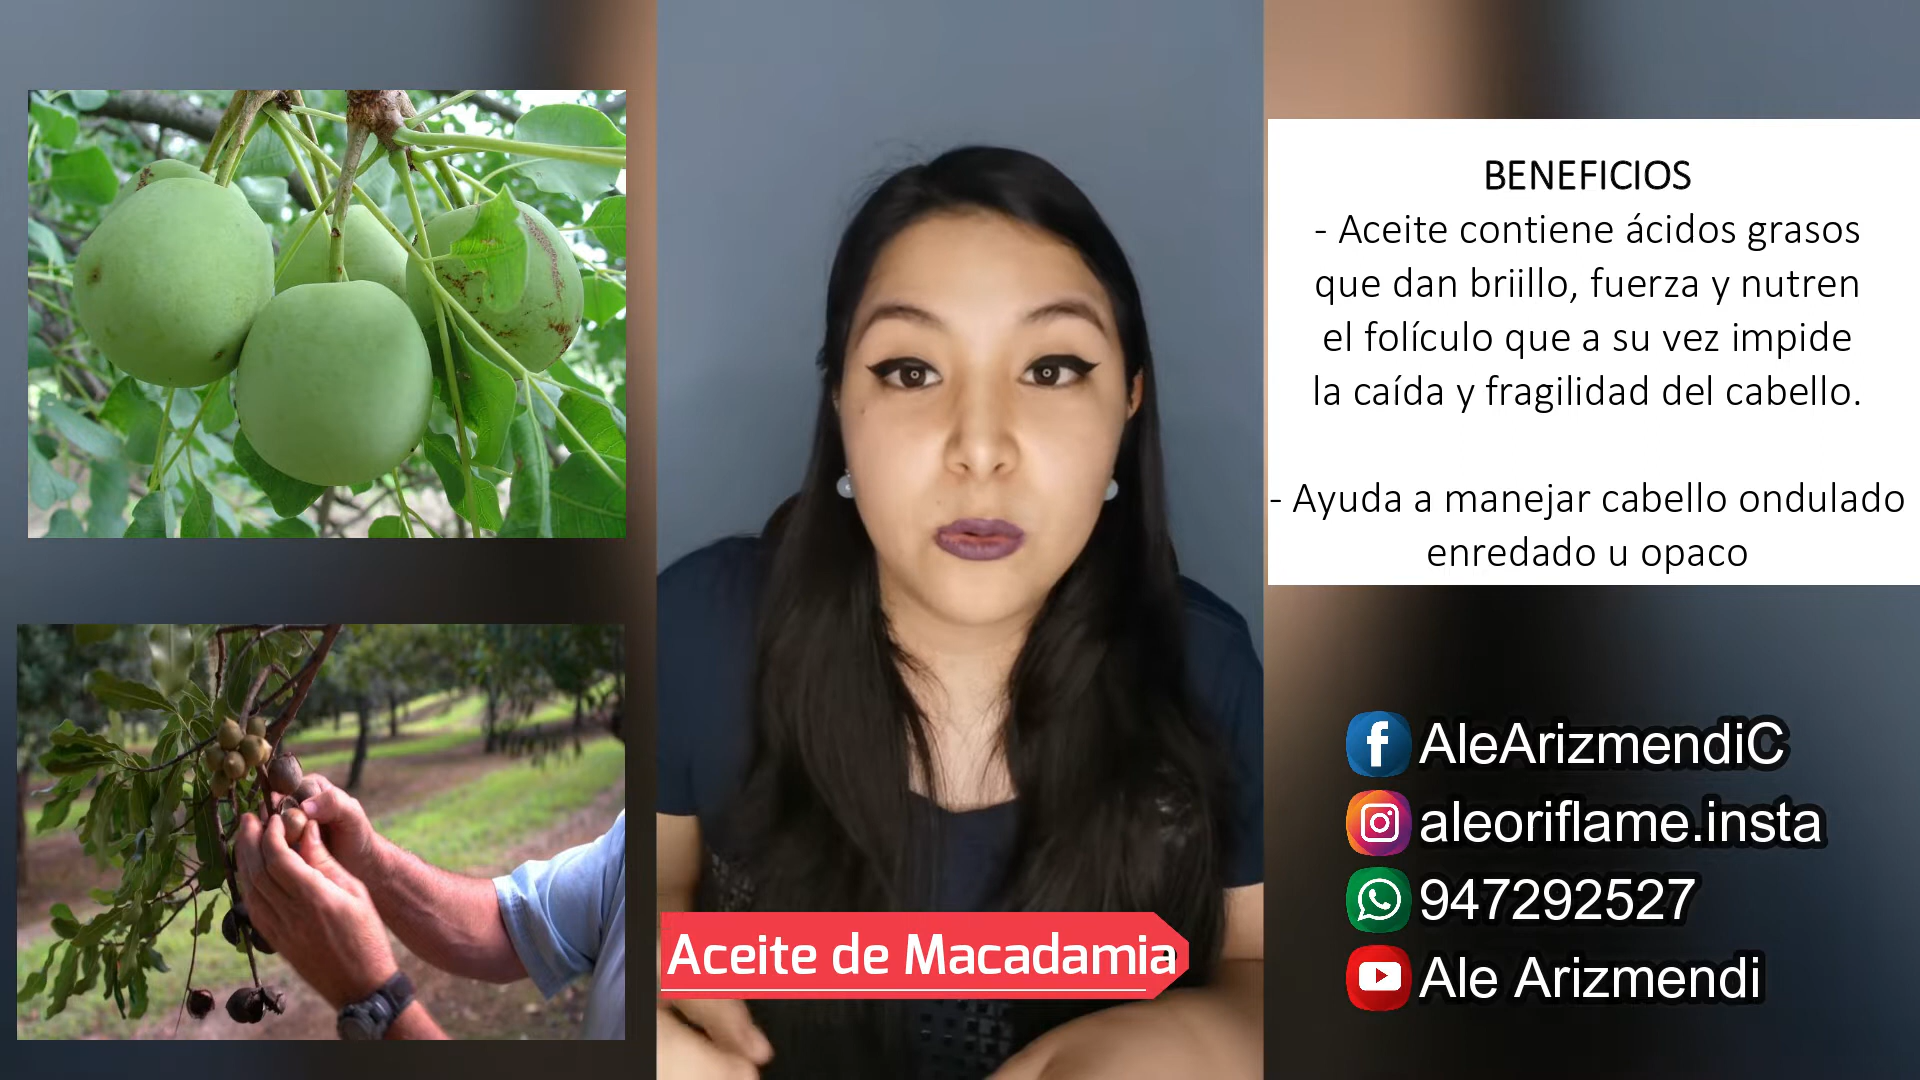 BENEFICIOS
- Aceite contiene ácidos grasos
que dan briillo, fuerza y nutren
el folículo que a su vez impide
la caída y fragilidad del cabello.
- Ayuda a manejar cabello ondulado
enredado u opaco
AleArizmendiC
aleoriflame.insta
947292527
Ale Arizmendi
Aceite de Macadamia